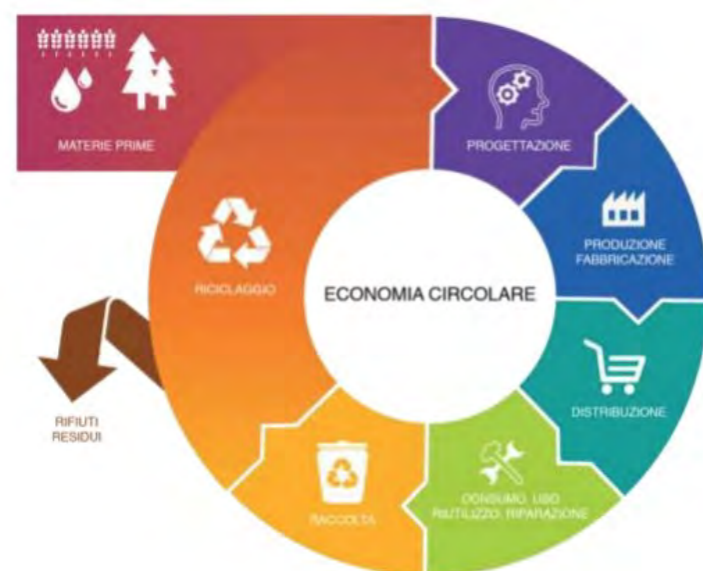 MATERIE PRIME
PROGETTAZIONE
PRODUZIONE
FABBRICAZIONE
RICICLAGGIO
ECONOMIA CIRCOLARE
DISTRIBUZIONE
RIFIUTI
RESIDUI
RACCOLTA
CONSUMO, USO
RIUTILIZZO, RIPARAZIONE